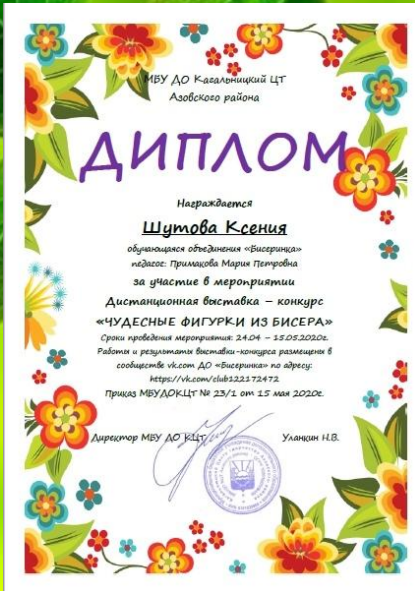 МБУ ДО Кагальницкий ЦТ
Азовского района
ДИПЛОМ
Награждается
Шутова Ксения
обучающаяся объединения «Бисеринка»
педагог: Примакова Мария Петровна
за участие в мероприятии
Дистанционная выставка – конкурс
«ЧУДЕСНЫЕ ФИГУРКИ ИЗ БИСЕРА»
Сроки проведения мероприятия: 24.04 – 15.05.2020г.
Работы и результаты выставки-конкурса размещены в
сообществе vk.com ДО «Бисеринка» по адресу:
https://vk.com/club122172472
Приказ МБУДОКЦТ № 23/1 от 15 мая 2020г.
Директор МБУ ДО КЦТ Уланкин Н.В.